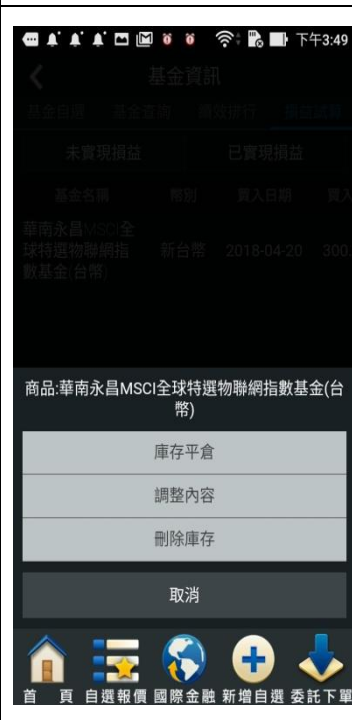 下午3:49
基金資訊
基金自選 基金查詢 績效排行 損益試算
未實現損益 已實現損益
基金名稱 幣別 買入日期 買入
華南永昌MSCI全
球特選物聯網指 新台幣 2018-04-20 300.
數基金(台幣)
商品:華南永昌MSCI全球特選物聯網指數基金(台
幣)
庫存平倉
調整內容
刪除庫存
取消
首 頁 自選報價 國際金融 新增自選 委託下單